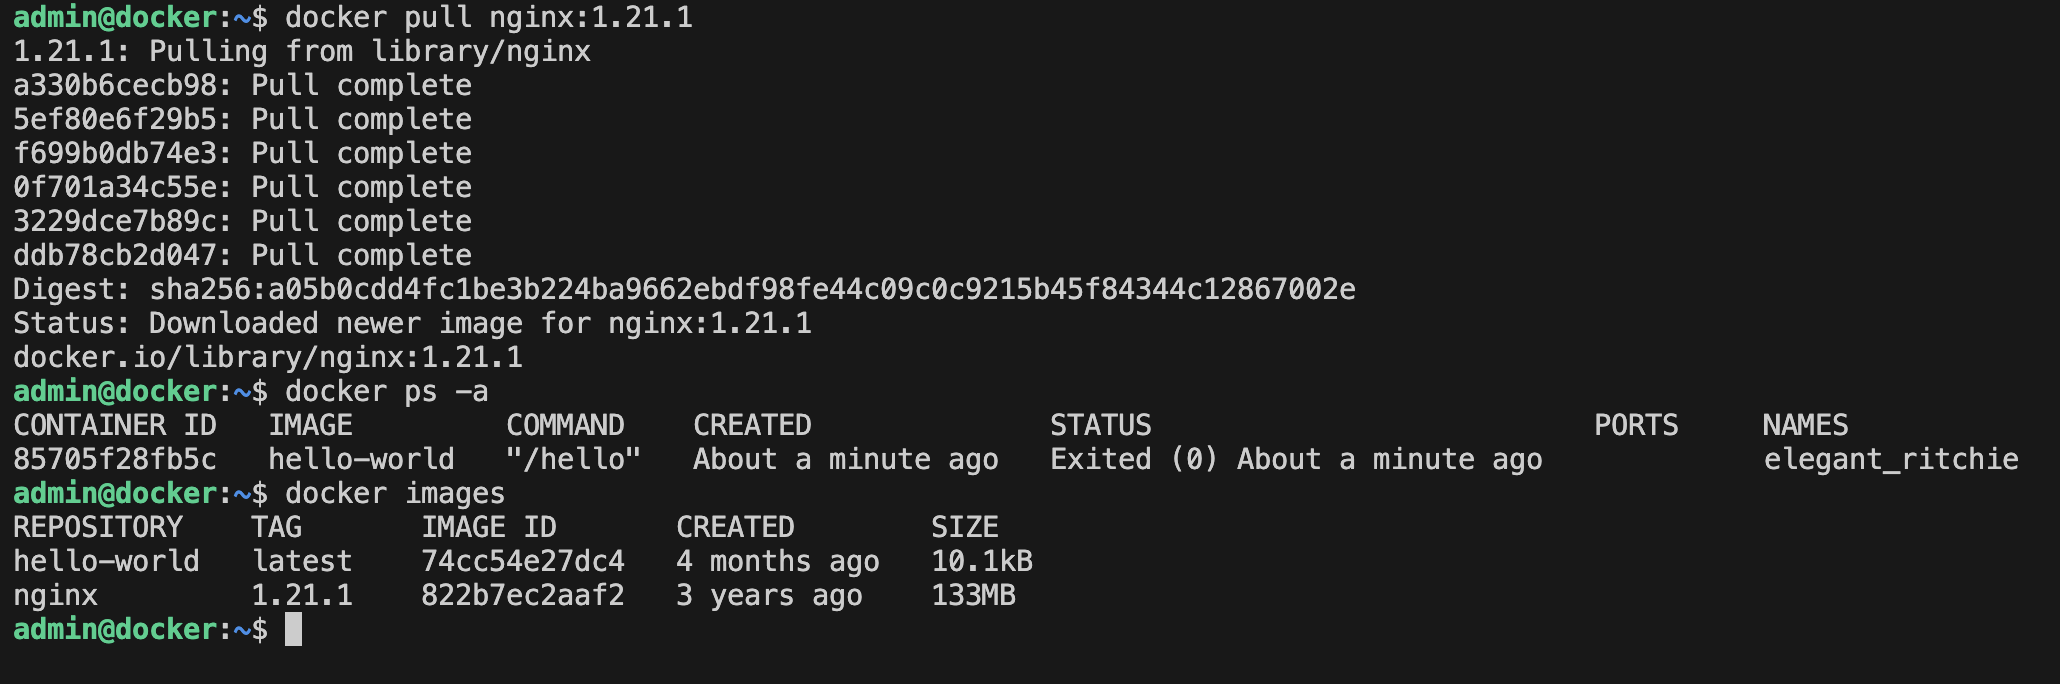 admin@docker:~$ docker pull nginx:1.21.1
1.21.1: Pulling from library/nginx
a330b6cecb98: Pull complete
5ef80e6f29b5: Pull complete
f699b0db74e3: Pull complete
0f701a34c55e: Pull complete
3229dce7b89c: Pull complete
ddb78cb2d047: Pull complete
Digest: sha256:a05b0cdd4fc1be3b224ba9662ebdf98fe44c09c0c9215b45f84344c12867002e
Status: Downloaded newer image for nginx:1.21.1
docker.io/library/nginx:1.21.1
admin@docker:~$ docker ps -a
CONTAINER ID   IMAGE         COMMAND    CREATED              STATUS                          PORTS     NAMES
85705f28fb5c   hello-world   "/hello"   About a minute ago   Exited (0) About a minute ago             elegant_ritchie
admin@docker:~$ docker images
REPOSITORY    TAG       IMAGE ID       CREATED        SIZE
hello-world   latest    74cc54e27dc4   4 months ago   10.1kB
nginx         1.21.1    822b7ec2aaf2   3 years ago    133MB
admin@docker:~$